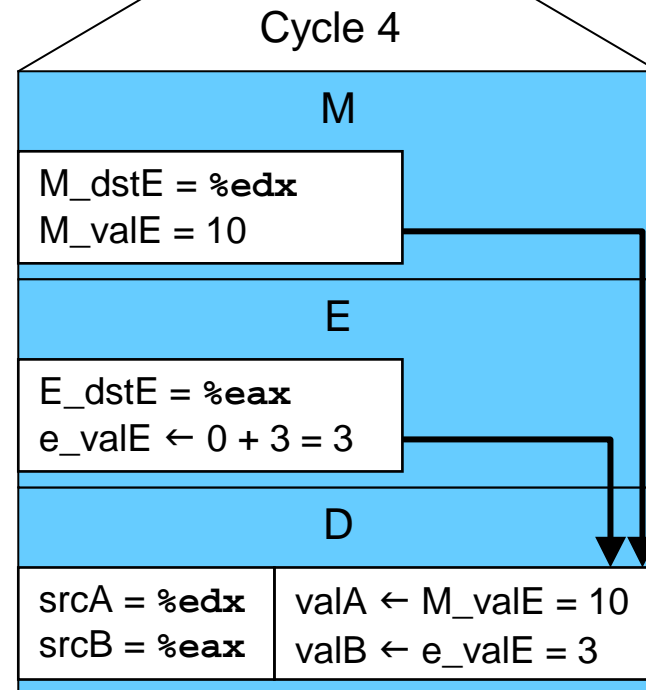 Cycle 4
M
M_dstE = %edx
M_valE = 10
E
E_dstE = %eax
e_valE ← 0 + 3 = 3
D
srcA = %edx
srcB = %eax
valA ← M_valE = 10
valB ← e_valE = 3